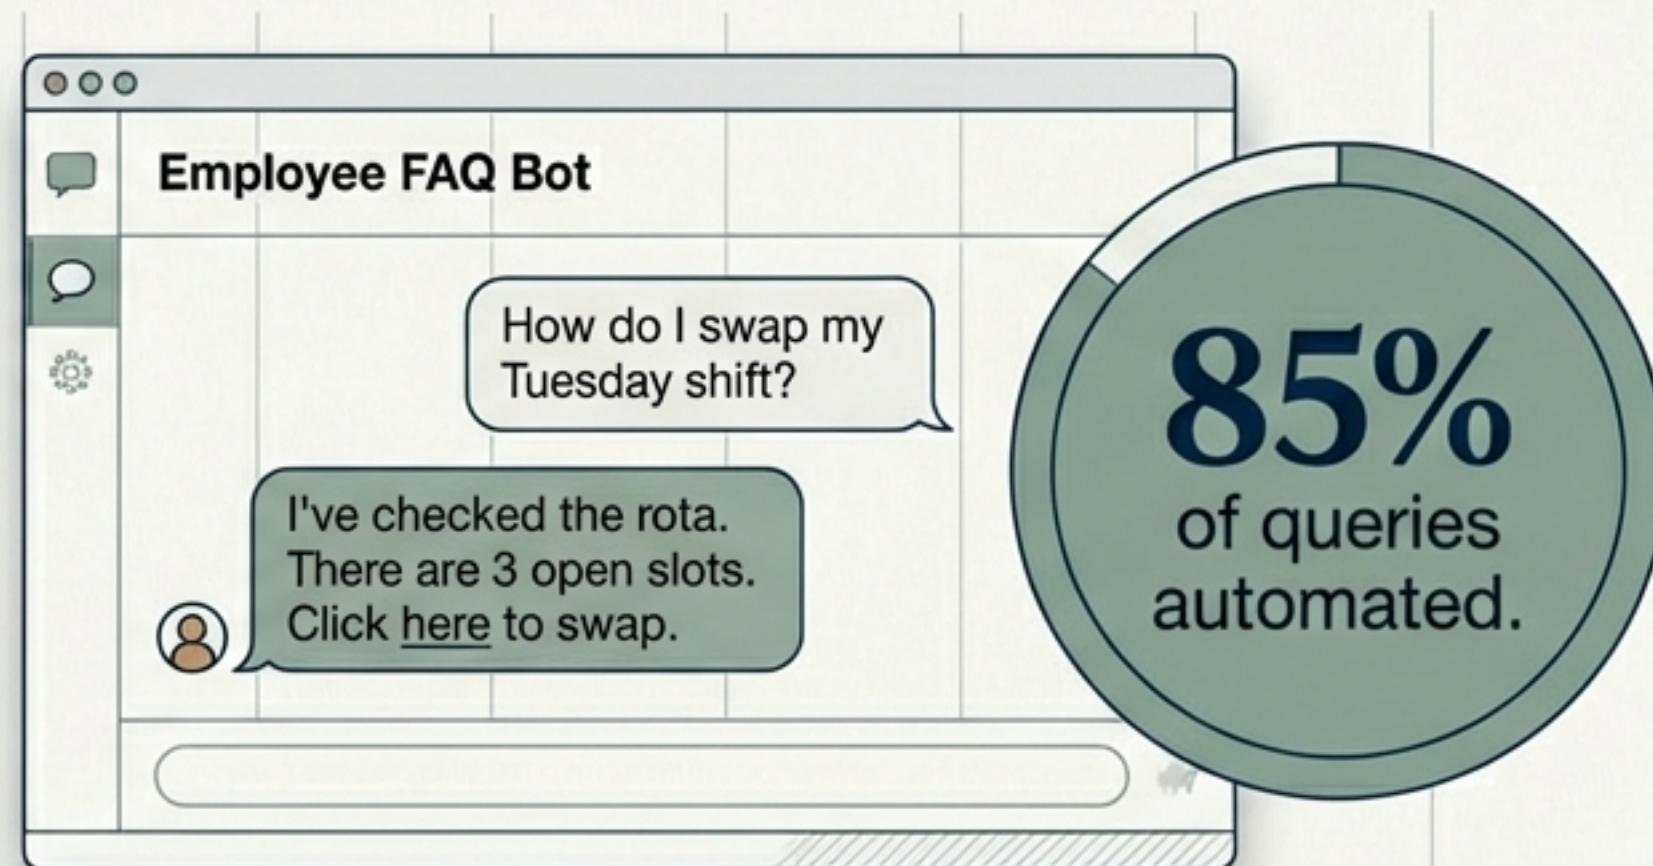 Employee FAQ Bot
How do I swap my
Tuesday shift?
I've checked the rota.
There are 3 open slots.
Click here to swap.
85%
of queries
automated.